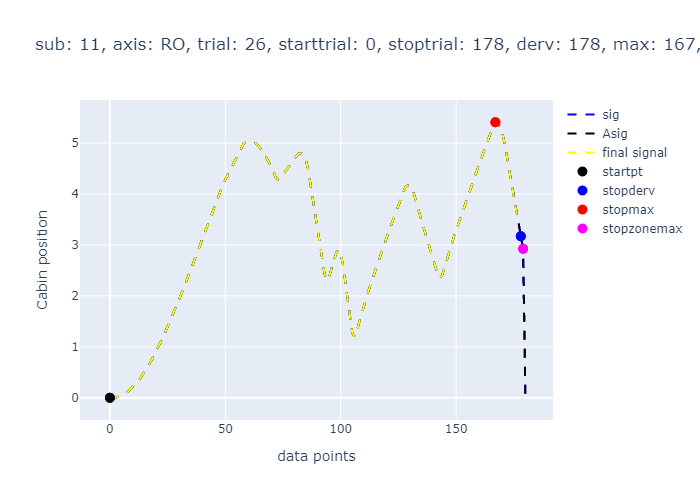 sub: 11, axis: RO, trial: 26, starttrial: 0, stoptrial: 178, derv: 178, max: 167,
sig
Asig
final signal
startpt
stopderv
stopmax
stopzonemax
Cabin position
5
4
3
2
1
0
0 50 100 150
data points